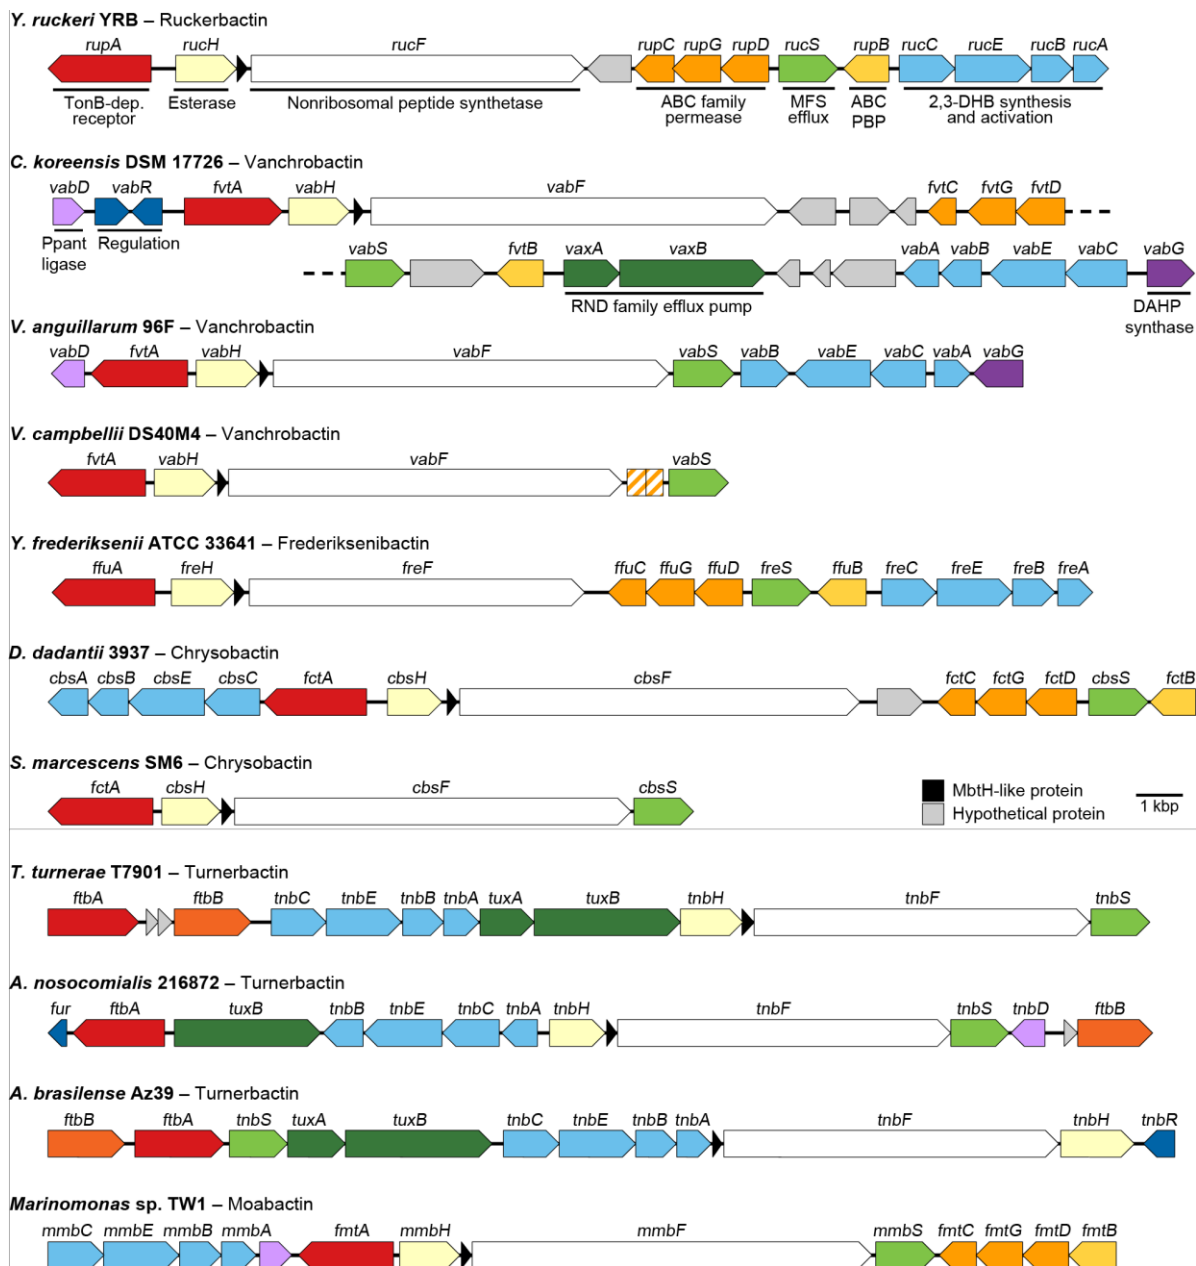 Y. ruckeri YRB – Ruckerbactin
rupA rucH rucF rupC rupG rupD rucS rupB rucC rucE rucB rucA
TonB-dep. Esterase Nonribosomal peptide synthetase ABC family MFS ABC 2,3-DHB synthesis
receptor permease efflux PBP and activation
C. koreensis DSM 17726 – Vanchrobactin
vabD vabR fvtA vabH vabF fvtC fvtG fvtD
Ppant Regulation
ligase
vabS fvtB vaxA vaxB vabA vabB vabE vabC vabG
RND family efflux pump DAHP
synthase
V. anguillarum 96F – Vanchrobactin
vabD fvtA vabH vabF vabS vabB vabE vabC vabA vabG
V. campbellii DS40M4 – Vanchrobactin
fvtA vabH vabF vabS
Y. frederiksenii ATCC 33641 – Frederiksenibactin
ffuA freH freF ffuC ffuG ffuD freS ffuB freC freE freB freA
D. dadantii 3937 – Chrysobactin
cbsA cbsB cbsE cbsC fctA cbsH cbsF fctC fctG fctD cbsS fctB
S. marcescens SM6 – Chrysobactin
fctA cbsH cbsF cbsS
MbtH-like protein
Hypothetical protein
1 kbp
T. turnerae T7901 – Turnerbactin
ftbA ftbB tnbC tnbE tnbB tnbA tuxA tuxB tnbH tnbF tnbS
A. nosocomialis 216872 – Turnerbactin
fur ftbA tuxB tnbB tnbE tnbC tnbA tnbH tnbF tnbS tnbD ftbB
A. brasilense Az39 – Turnerbactin
ftbB ftbA tnbS tuxA tuxB tnbC tnbE tnbB tnbA tnbF tnbH tnbR
Marinomonas sp. TW1 – Moabactin
mmbC mmbE mmbB mmbA fmtA mmbH mmbF mmbS fmtC fmtG fmtD fmtB